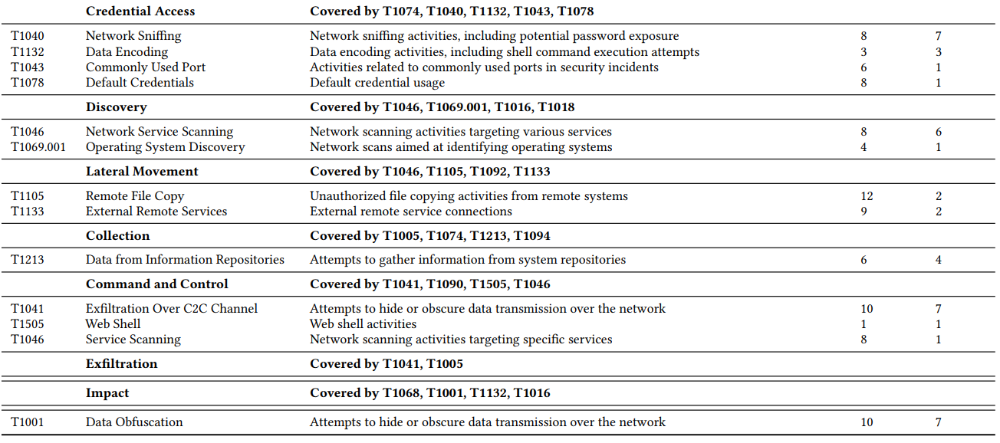 Credential Access Covered by T1074, T1040, T1132, T1043, T1078
T1040 Network Sniffing Network sniffing activities, including potential password exposure 8 7
T1132 Data Encoding Data encoding activities, including shell command execution attempts 3 3
T1043 Commonly Used Port Activities related to commonly used ports in security incidents 6 1
T1078 Default Credentials Default credential usage 8 1
Discovery Covered by T1046, T1069.001, T1016, T1018
T1046 Network Service Scanning Network scanning activities targeting various services 8 6
T1069.001 Operating System Discovery Network scans aimed at identifying operating systems 4 1
Lateral Movement Covered by T1046, T1105, T1092, T1133
T1105 Remote File Copy Unauthorized file copying activities from remote systems 12 2
T1133 External Remote Services External remote service connections 9 2
Collection Covered by T1005, T1074, T1213, T1094
T1213 Data from Information Repositories Attempts to gather information from system repositories 6 4
Command and Control Covered by T1041, T1090, T1505, T1046
T1041 Exfiltration Over C2C Channel Attempts to hide or obscure data transmission over the network 10 7
T1505 Web Shell Web shell activities 1 1
T1046 Service Scanning Network scanning activities targeting specific services 8 1
Exfiltration Covered by T1041, T1005
Impact Covered by T1068, T1001, T1132, T1016
T1001 Data Obfuscation Attempts to hide or obscure data transmission over the network 10 7